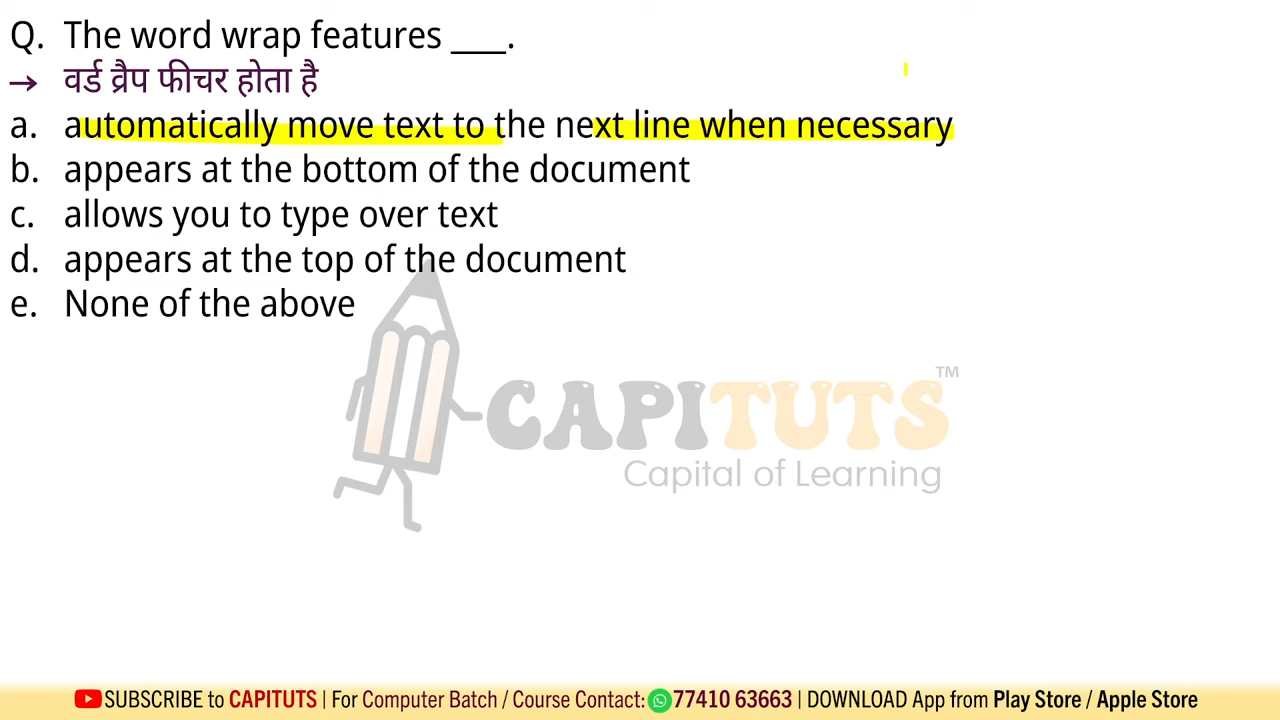 Q. The word wrap features ___.
→ वर्ड व्रैप फीचर होता है
a. automatically move text to the next line when necessary
b. appears at the bottom of the document
c. allows you to type over text
d. appears at the top of the document
e. None of the above
CAPITUTS™
Capital of Learning
SUBSCRIBE to CAPITUTS | For Computer Batch / Course Contact: 77410 63663 | DOWNLOAD App from Play Store / Apple Store